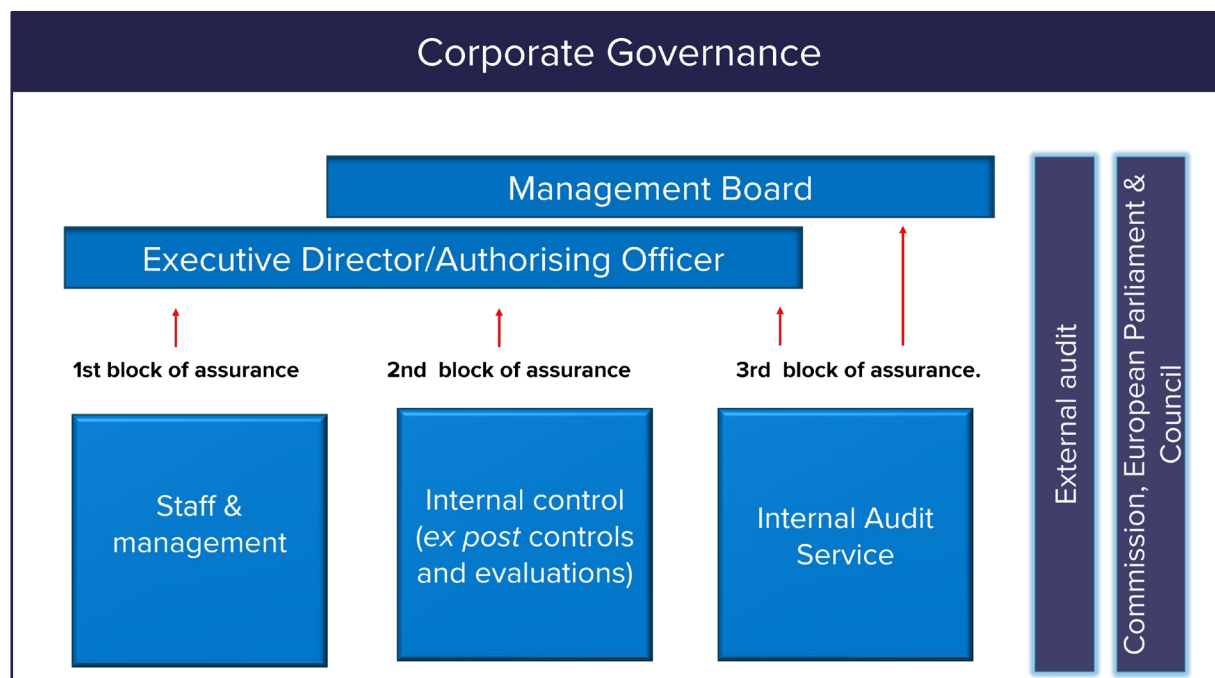 Corporate Governance
Management Board
Executive Director/Authorising Officer
1st block of assurance
2nd  block of assurance
3rd  block of assurance.
Staff &
management
Internal control
(ex post controls
and evaluations)
Internal Audit
Service
External audit
Commission, European Parliament &
Council